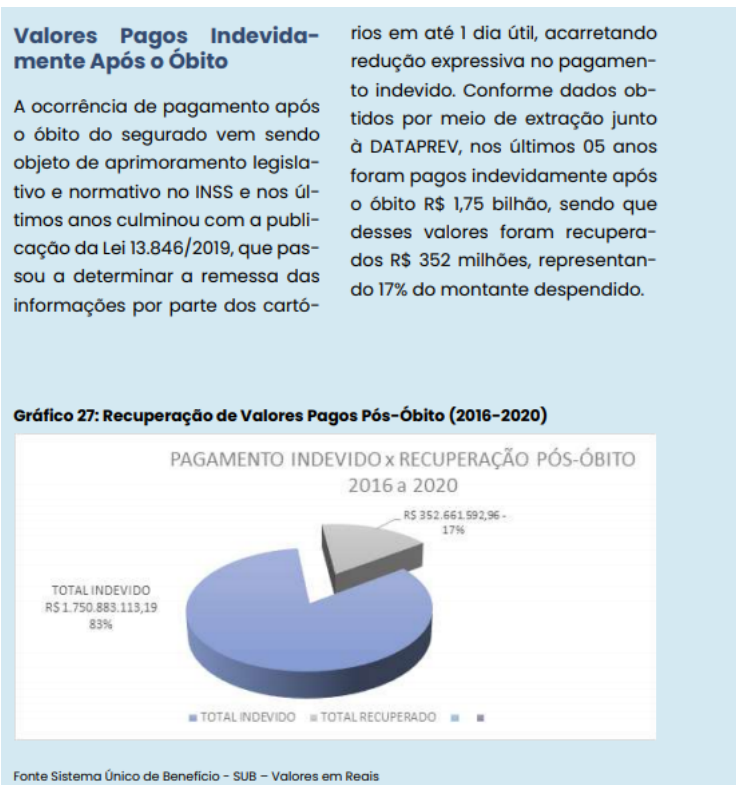 Valores Pagos Indevida-
mente Após o Óbito
A ocorrência de pagamento após
o óbito do segurado vem sendo
objeto de aprimoramento legisla-
tivo e normativo no INSS e nos úl-
timos anos culminou com a publi-
cação da Lei 13.846/2019, que pas-
sou a determinar a remessa das
informações por parte dos cartó-
rios em até 1 dia útil, acarretando
redução expressiva no pagamen-
to indevido. Conforme dados ob-
tidos por meio de extração junto
à DATAPREV, nos últimos 05 anos
foram pagos indevidamente após
o óbito R$ 1,75 bilhão, sendo que
desses valores foram recupera-
dos R$ 352 milhões, representan-
do 17% do montante despendido.
Gráfico 27: Recuperação de Valores Pagos Pós-Óbito (2016-2020)
PAGAMENTO INDEVIDO x RECUPERAÇÃO PÓS-ÓBITO
2016 a 2020
R$ 352.661.592,96 -
17%
TOTAL INDEVIDO
R$ 1.750.883.113,19
83%
TOTAL INDEVIDO TOTAL RECUPERADO
Fonte Sistema Único de Benefício - SUB – Valores em Reais